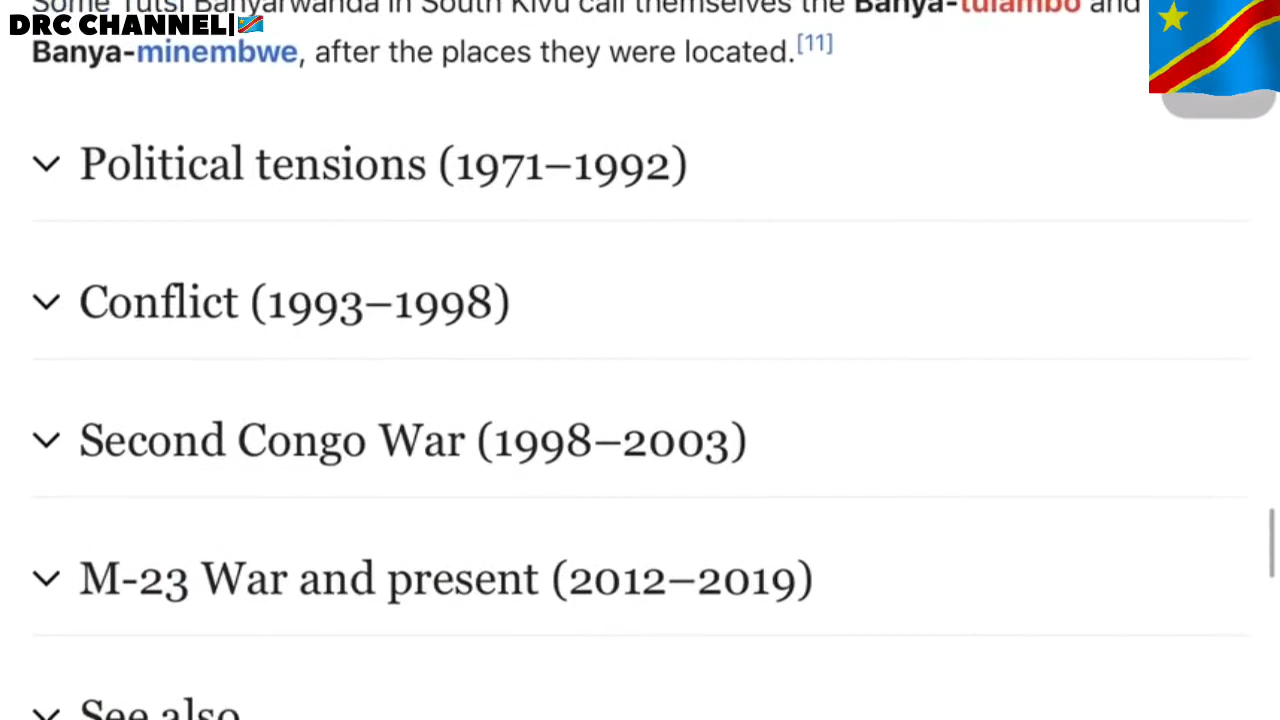 Some Tutsi Banyarwanda in South Kivu call themselves the Banya-tulambo and
DRC CHANNEL|
Banya-minembwe, after the places they were located.[11]
Political tensions (1971–1992)
Conflict (1993–1998)
Second Congo War (1998–2003)
M-23 War and present (2012–2019)
See also